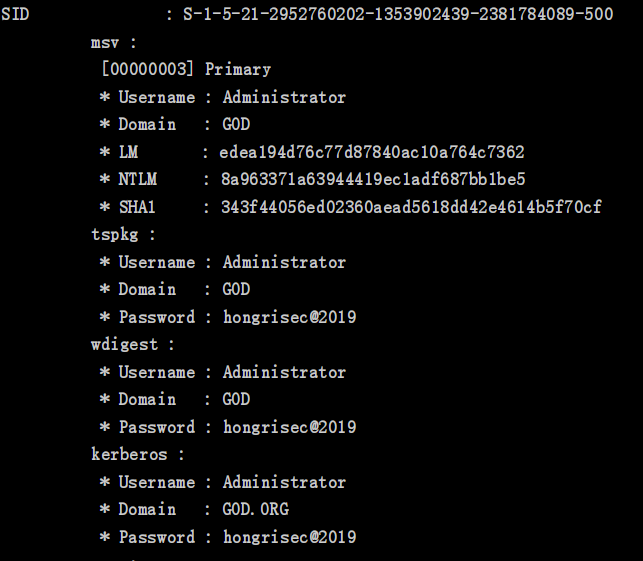 SID : S-1-5-21-2952760202-1353902439-2381784089-500
msv :
[00000003] Primary
* Username : Administrator
* Domain : GOD
* LM : edea194d76c77d87840ac10a764c7362
* NTLM : 8a963371a63944419ec1adf687bb1be5
* SHA1 : 343f44056ed02360aead5618dd42e4614b5f70cf
tspkg :
* Username : Administrator
* Domain : GOD
* Password : hongrisec@2019
wdigest :
* Username : Administrator
* Domain : GOD
* Password : hongrisec@2019
kerberos :
* Username : Administrator
* Domain : GOD.ORG
* Password : hongrisec@2019